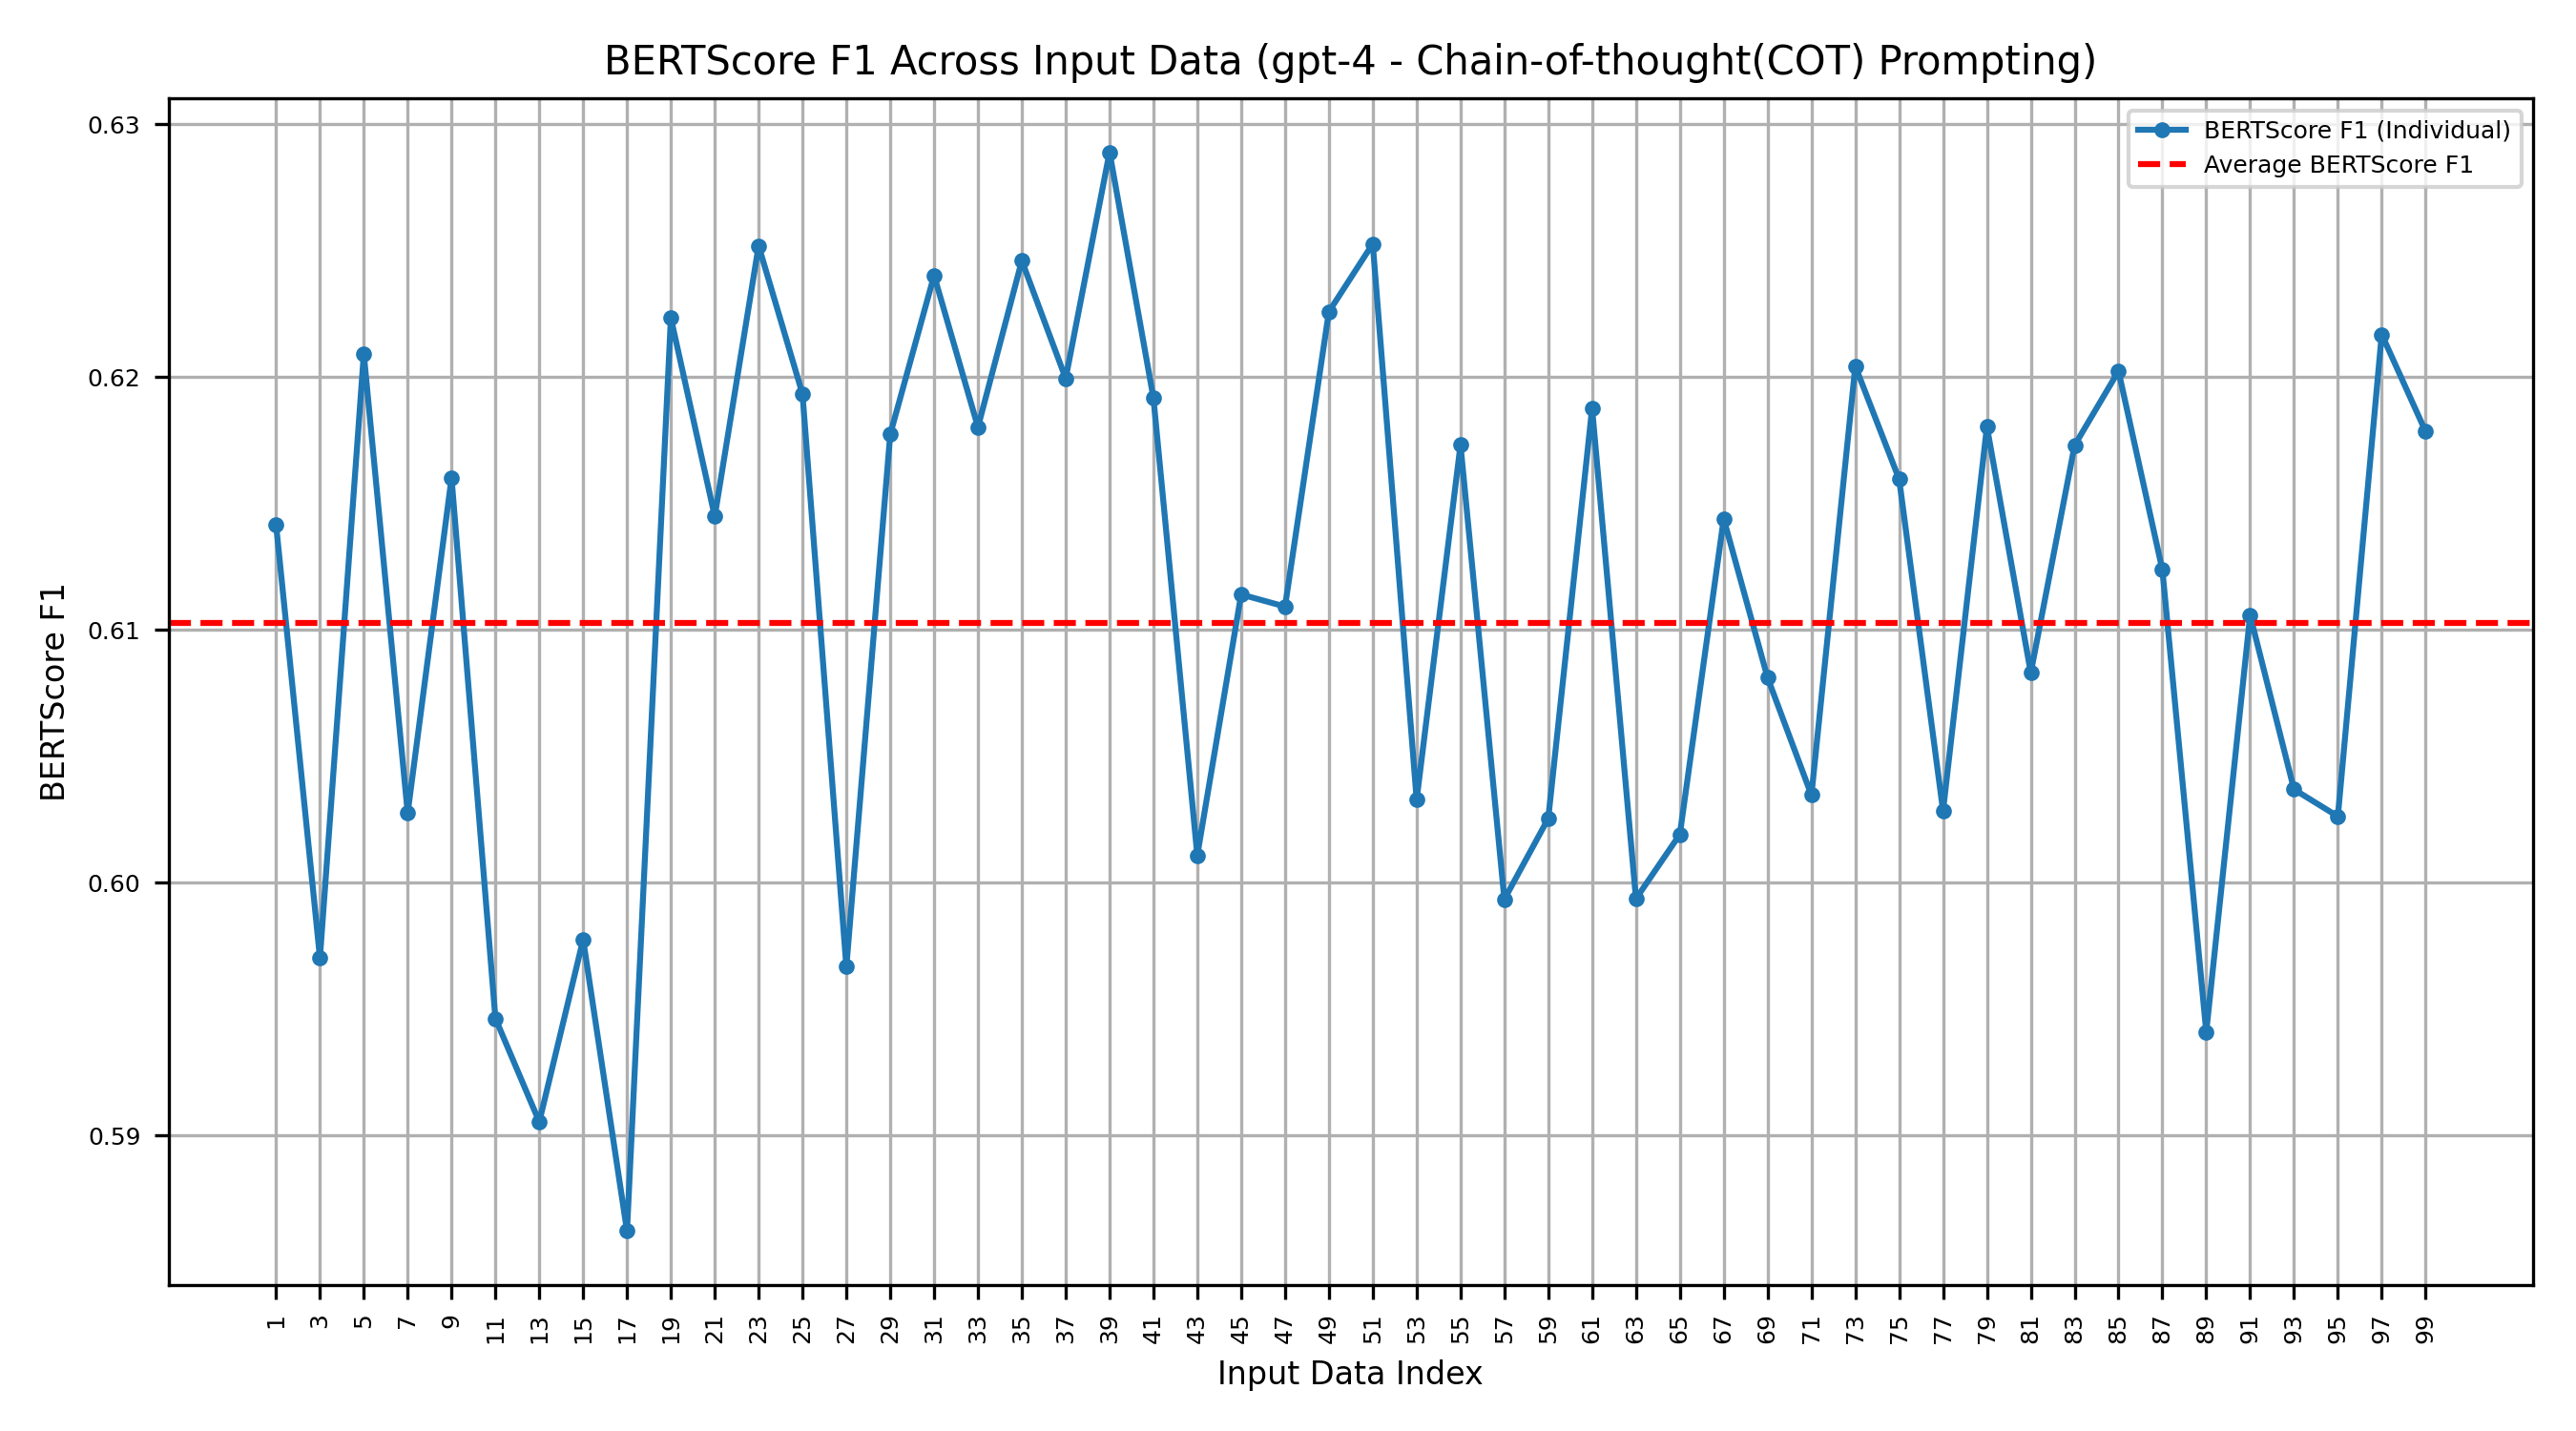 BERTScore F1 Across Input Data (gpt-4 - Chain-of-thought(COT) Prompting)
BERTScore F1 (Individual)
Average BERTScore F1
BERTScore F1
0.63
0.62
0.61
0.60
0.59
1 3 5 7 9 11 13 15 17 19 21 23 25 27 29 31 33 35 37 39 41 43 45 47 49 51 53 55 57 59 61 63 65 67 69 71 73 75 77 79 81 83 85 87 89 91 93 95 97 99
Input Data Index